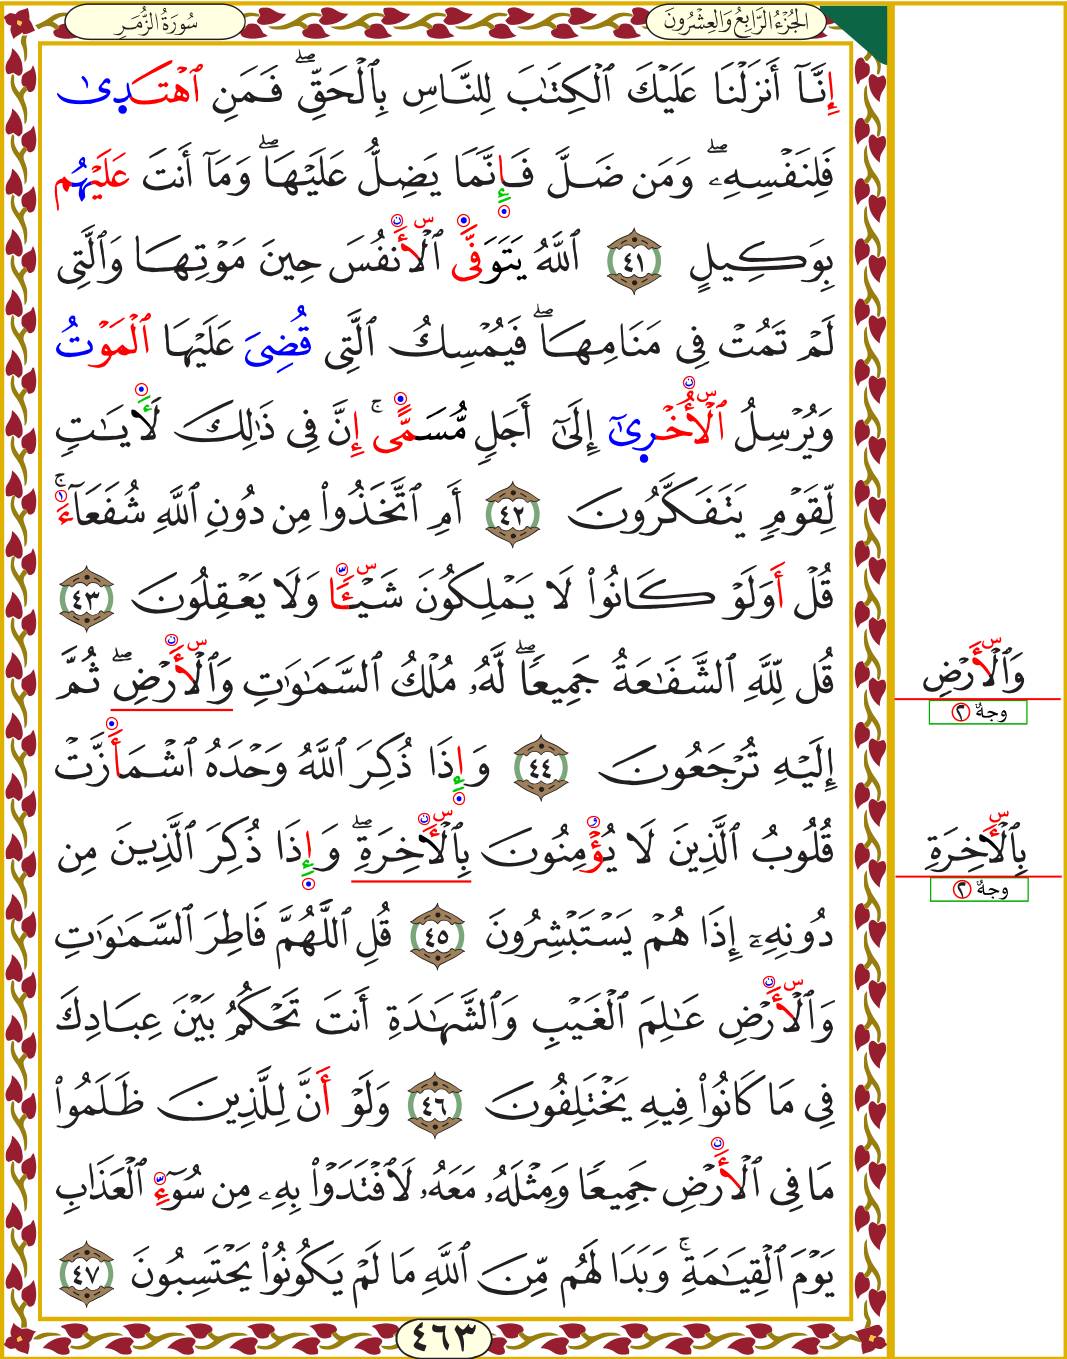 سُورَةُ الزُّمَرِ
الجُزْءُ الرَّابِعُ وَالعِشْرُونَ
إِنَّآ أَنزَلْنَا عَلَيْكَ ٱلْكِتَٰبَ لِلنَّاسِ بِٱلْحَقِّۖ فَمَنِ ٱهْتَدِىٰ
فَلِنَفْسِهِۦۖ وَمَن ضَلَّ فَإِنَّمَا يَضِلُّ عَلَيْهَاۖ وَمَآ أَنتَ عَلَيْهُم
بِوَكِيلٍ ٤١ ٱللَّهُ يَتَوَفَّى ٱلْأَنفُسَ حِينَ مَوْتِهَا وَٱلَّتِى
لَمْ تَمُتْ فِى مَنَامِهَاۖ فَيُمْسِكُ ٱلَّتِى قُضِىَ عَلَيْهَا ٱلْمَوْتُ
وَيُرْسِلُ ٱلْأُخْرِىٰٓ إِلَىٰٓ أَجَلٍ مُّسَمًّىۚ إِنَّ فِى ذَٰلِكَ لَأٓيَٰتٍ
لِّقَوْمٍ يَتَفَكَّرُونَ ٤٢ أَمِ ٱتَّخَذُوا۟ مِن دُونِ ٱللَّهِ شُفَعَآءَۚ
قُلْ أَوَلَوْ كَانُوا۟ لَا يَمْلِكُونَ شَيْـًٔا وَلَا يَعْقِلُونَ ٤٣
قُل لِّلَّهِ ٱلشَّفَٰعَةُ جَمِيعًاۖ لَّهُۥ مُلْكُ ٱلسَّمَٰوَٰتِ وَٱلْأَرْضِۖ ثُمَّ
إِلَيْهِ تُرْجَعُونَ ٤٤ وَإِذَا ذُكِرَ ٱللَّهُ وَحْدَهُ ٱشْمَأَزَّتْ
قُلُوبُ ٱلَّذِينَ لَا يُؤْمِنُونَ بِٱلْأَٓخِرَةِۖ وَإِذَا ذُكِرَ ٱلَّذِينَ مِن
دُونِهِۦٓ إِذَا هُمْ يَسْتَبْشِرُونَ ٤٥ قُلِ ٱللَّهُمَّ فَاطِرَ ٱلسَّمَٰوَٰتِ
وَٱلْأَرْضِ عَٰلِمَ ٱلْغَيْبِ وَٱلشَّهَٰدَةِ أَنتَ تَحْكُمُ بَيْنَ عِبَادِكَ
فِى مَا كَانُوا۟ فِيهِ يَخْتَلِفُونَ ٤٦ وَلَوْ أَنَّ لِلَّذِينَ ظَلَمُوا۟
مَا فِى ٱلْأَرْضِ جَمِيعًا وَمِثْلَهُۥ مَعَهُۥ لَٱفْتَدَوْا۟ بِهِۦ مِن سُوٓءِ ٱلْعَذَابِ
يَوْمَ ٱلْقِيَٰمَةِۚ وَبَدَا لَهُم مِّنَ ٱللَّهِ مَا لَمْ يَكُونُوا۟ يَحْتَسِبُونَ ٤٧
٤٦٣
وَٱلْأَرْضِ
وجهٌ ٢
بِٱلْأَٓخِرَةِ
وجهٌ ٢